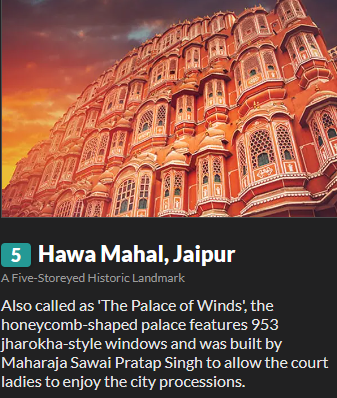 5 Hawa Mahal, Jaipur
A Five-Storeyed Historic Landmark
Also called as 'The Palace of Winds', the
honeycomb-shaped palace features 953
jharokha-style windows and was built by
Maharaja Sawai Pratap Singh to allow the court
ladies to enjoy the city processions.